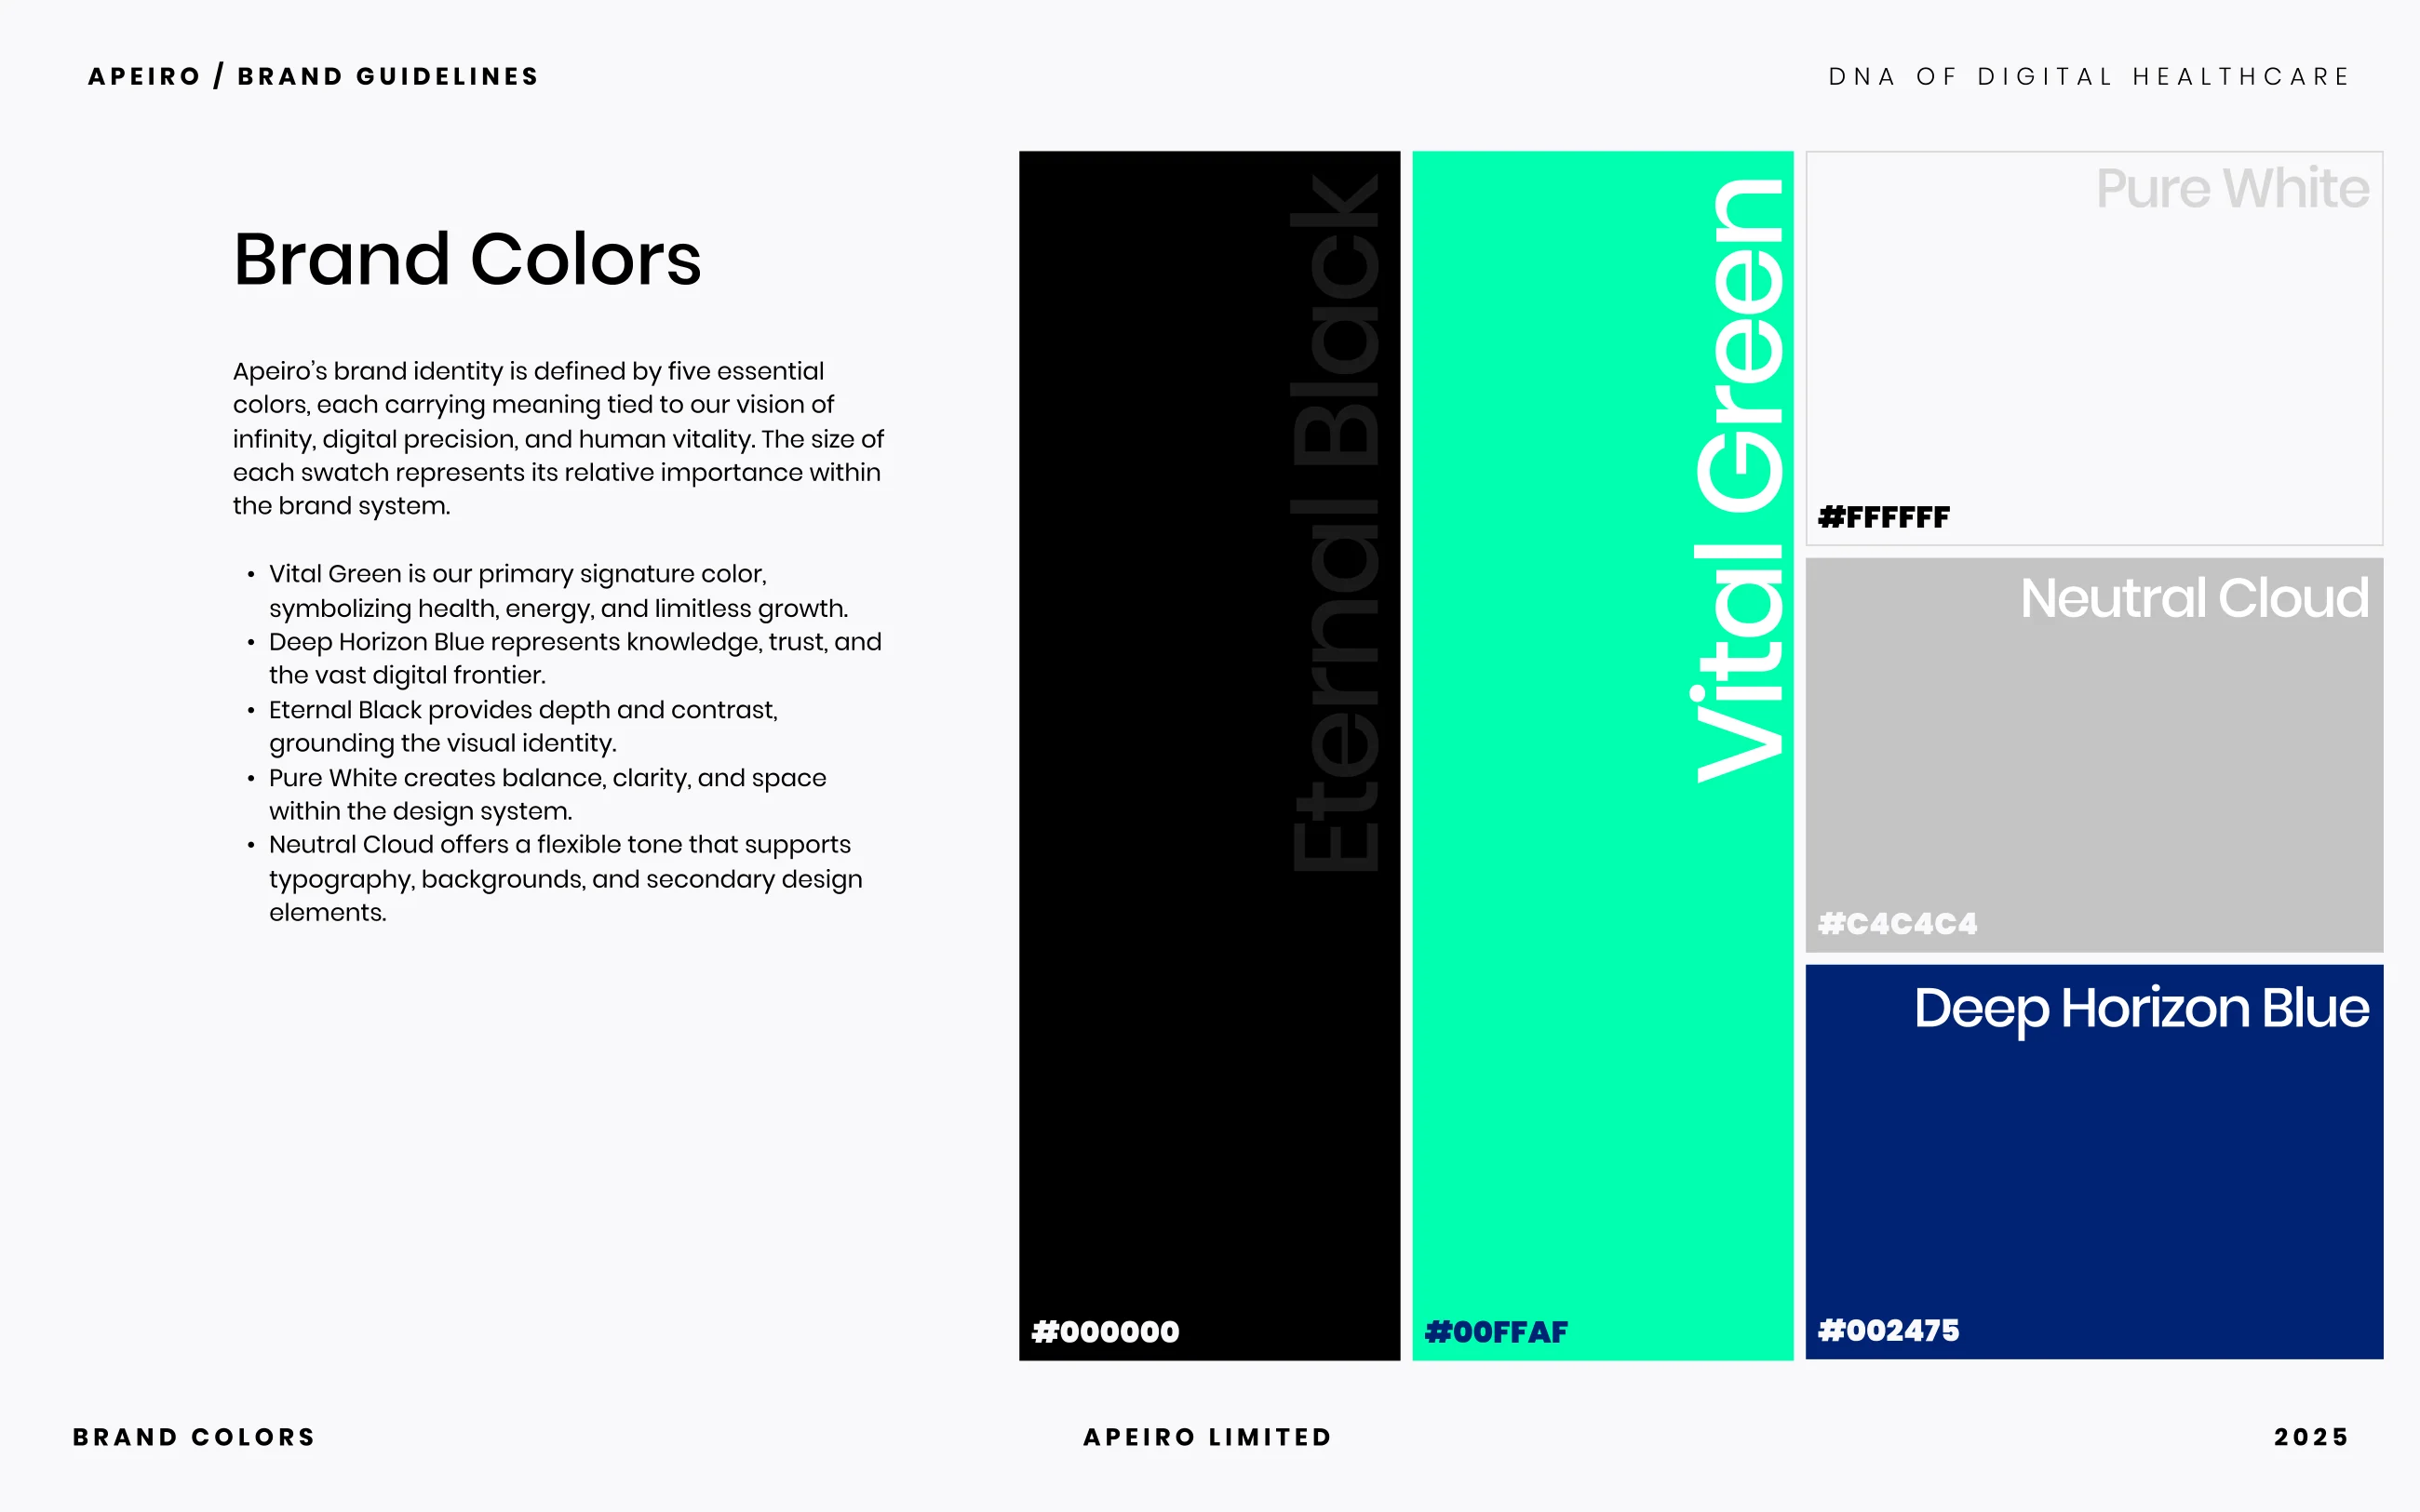 APEIRO / BRAND GUIDELINES
DNA OF DIGITAL HEALTHCARE
Brand Colors
Apeiro’s brand identity is defined by five essential
colors, each carrying meaning tied to our vision of
infinity, digital precision, and human vitality. The size of
each swatch represents its relative importance within
the brand system.
• Vital Green is our primary signature color,
symbolizing health, energy, and limitless growth.
• Deep Horizon Blue represents knowledge, trust, and
the vast digital frontier.
• Eternal Black provides depth and contrast,
grounding the visual identity.
• Pure White creates balance, clarity, and space
within the design system.
• Neutral Cloud offers a flexible tone that supports
typography, backgrounds, and secondary design
elements.
Eternal Black
#000000
Vital Green
#00FFAF
Pure White
#FFFFFF
Neutral Cloud
#C4C4C4
Deep Horizon Blue
#002475
BRAND COLORS
APEIRO LIMITED
2025